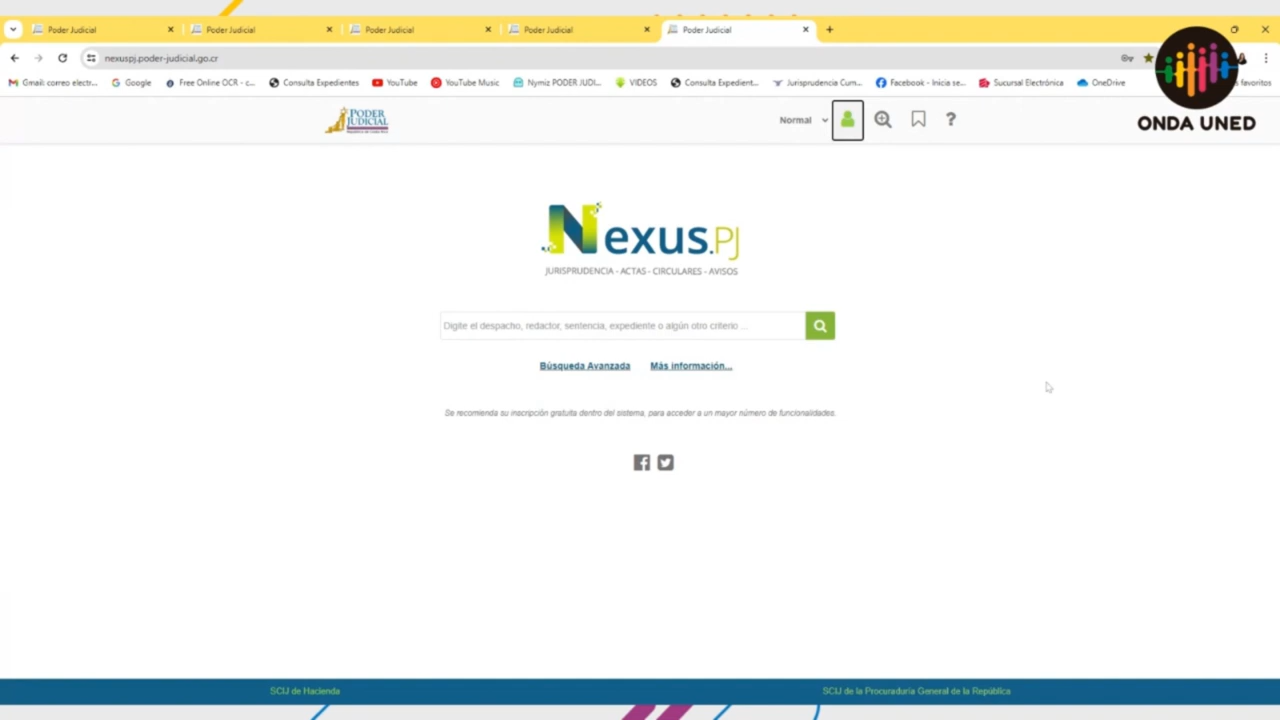 Poder Judicial
Poder Judicial
Poder Judicial
Poder Judicial
Poder Judicial
nexuspj.poder-judicial.go.cr
Gmail: correo electr...
Google
Free Online OCR - c...
Consulta Expedientes
YouTube
YouTube Music
Nymiz PODER JUDI...
VIDEOS
Consulta Expedient...
Jurisprudencia Cum...
Facebook - Inicia se...
Sucursal Electrónica
OneDrive
s favoritos
ONDA UNED
PODER
JUDICIAL
Normal
?
Nexus.PJ
JURISPRUDENCIA - ACTAS - CIRCULARES - AVISOS
Digite el despacho, redactor, sentencia, expediente o algún otro criterio ...
Búsqueda Avanzada
Más información...
Se recomienda su inscripción gratuita dentro del sistema, para acceder a un mayor número de funcionalidades.
SCIJ de Hacienda
SCIJ de la Procuraduría General de la República